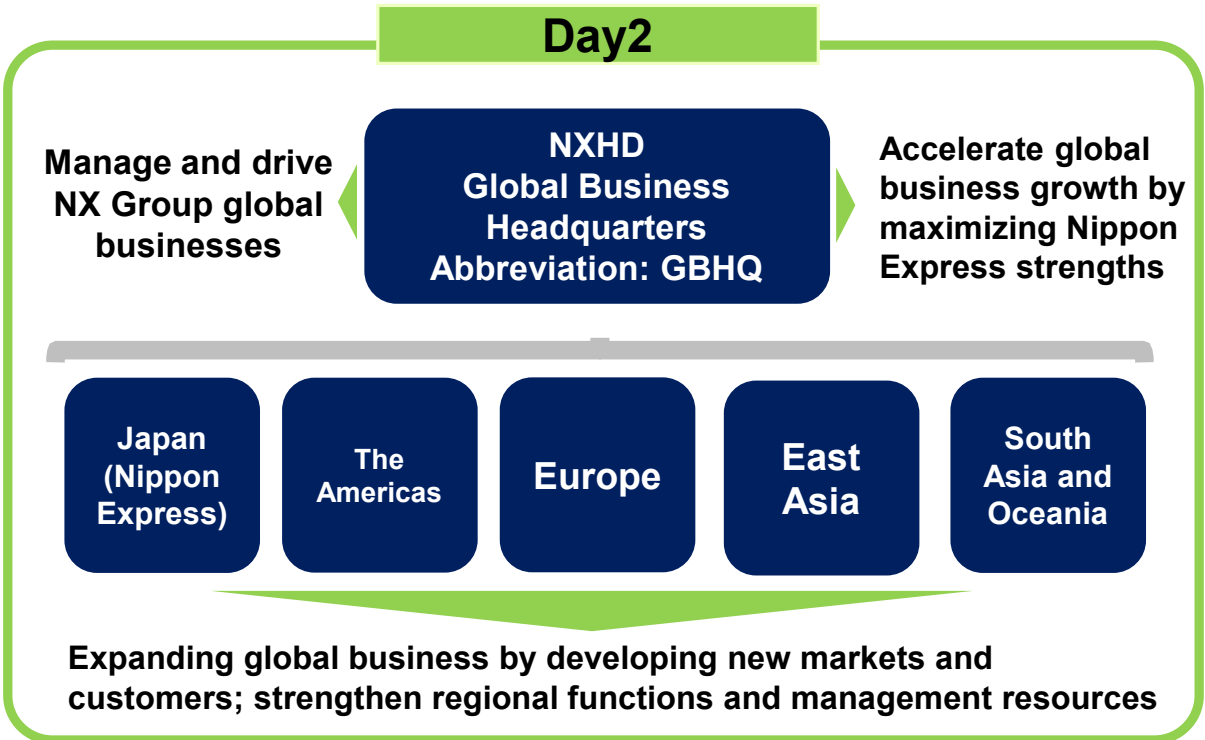 Day2
Manage and drive
NX Group global
businesses
NXHD
Global Business
Headquarters
Abbreviation: GBHQ
Accelerate global
business growth by
maximizing Nippon
Express strengths
Japan
(Nippon
Express)
The
Americas
Europe
East
Asia
South
Asia and
Oceania
Expanding global business by developing new markets and
customers; strengthen regional functions and management resources